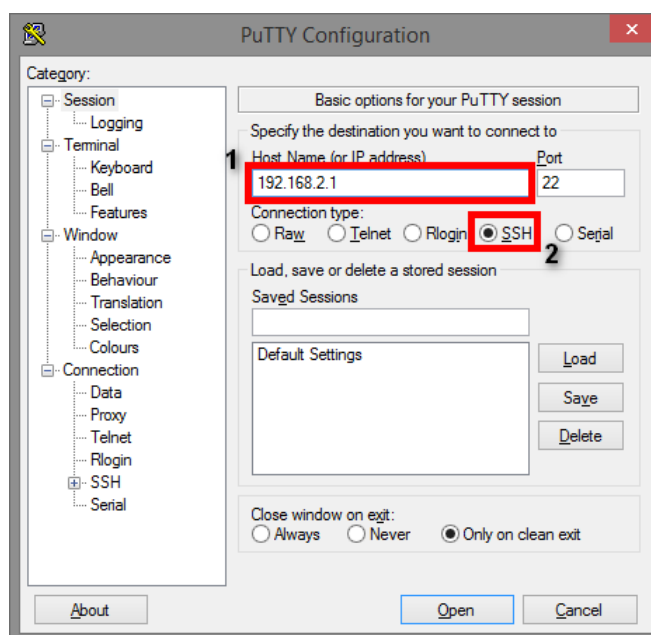 PuTTY Configuration
Category:
Session
Logging
Terminal
Keyboard
Bell
Features
Window
Appearance
Behaviour
Translation
Selection
Colours
Connection
Data
Proxy
Telnet
Rlogin
SSH
Serial
Basic options for your PuTTY session
Specify the destination you want to connect to
1 Host Name (or IP address) Port
192.168.2.1 22
Connection type:
Raw Telnet Rlogin SSH Serial
2
Load, save or delete a stored session
Saved Sessions
Default Settings
Load
Save
Delete
Close window on exit:
Always Never Only on clean exit
About Open Cancel